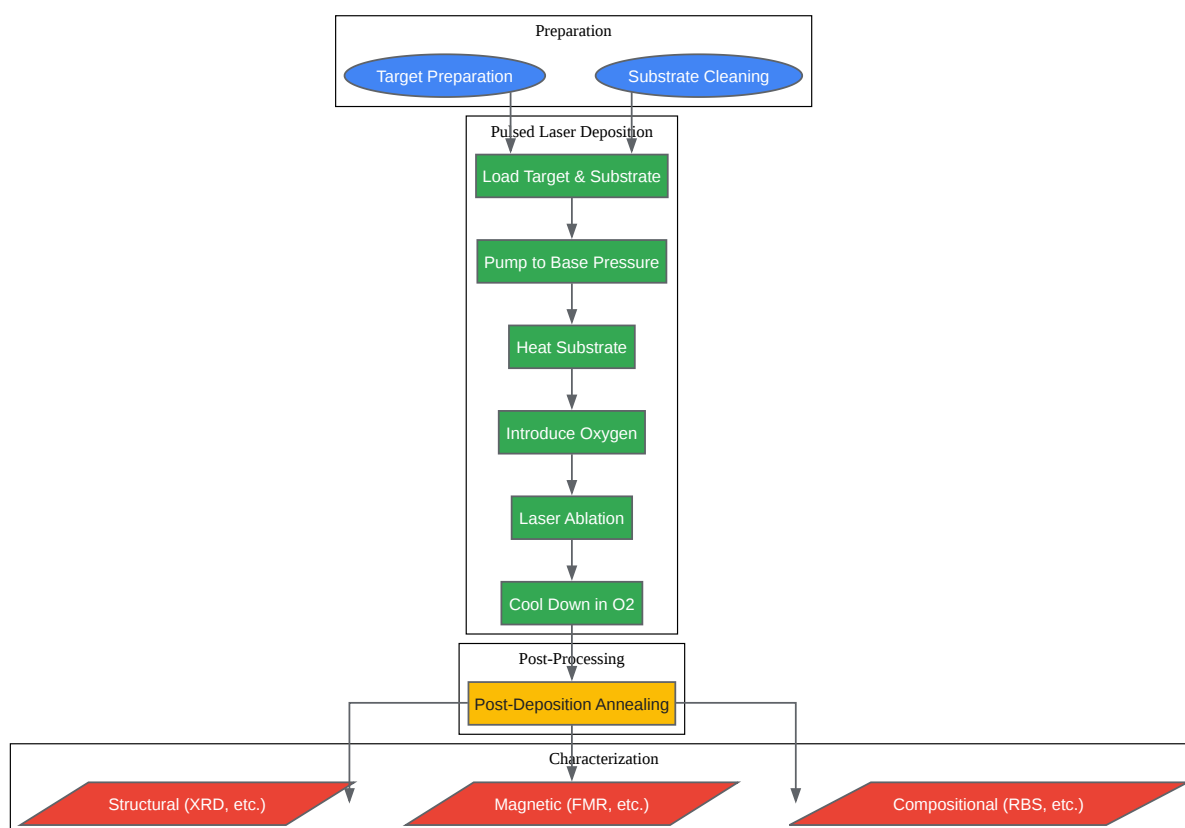 Preparation
Target Preparation
Substrate Cleaning
Pulsed Laser Deposition
Load Target & Substrate
Pump to Base Pressure
Heat Substrate
Introduce Oxygen
Laser Ablation
Cool Down in O2
Post-Processing
Post-Deposition Annealing
Characterization
Structural (XRD, etc.)
Magnetic (FMR, etc.)
Compositional (RBS, etc.)